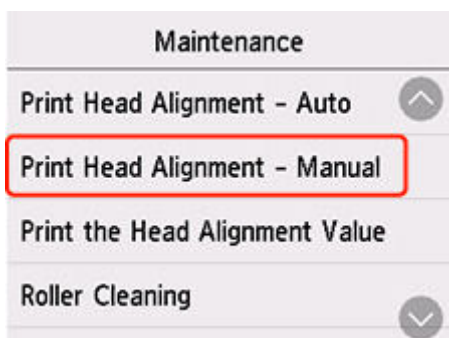 Maintenance
Print Head Alignment - Auto
Print Head Alignment - Manual
Print the Head Alignment Value
Roller Cleaning